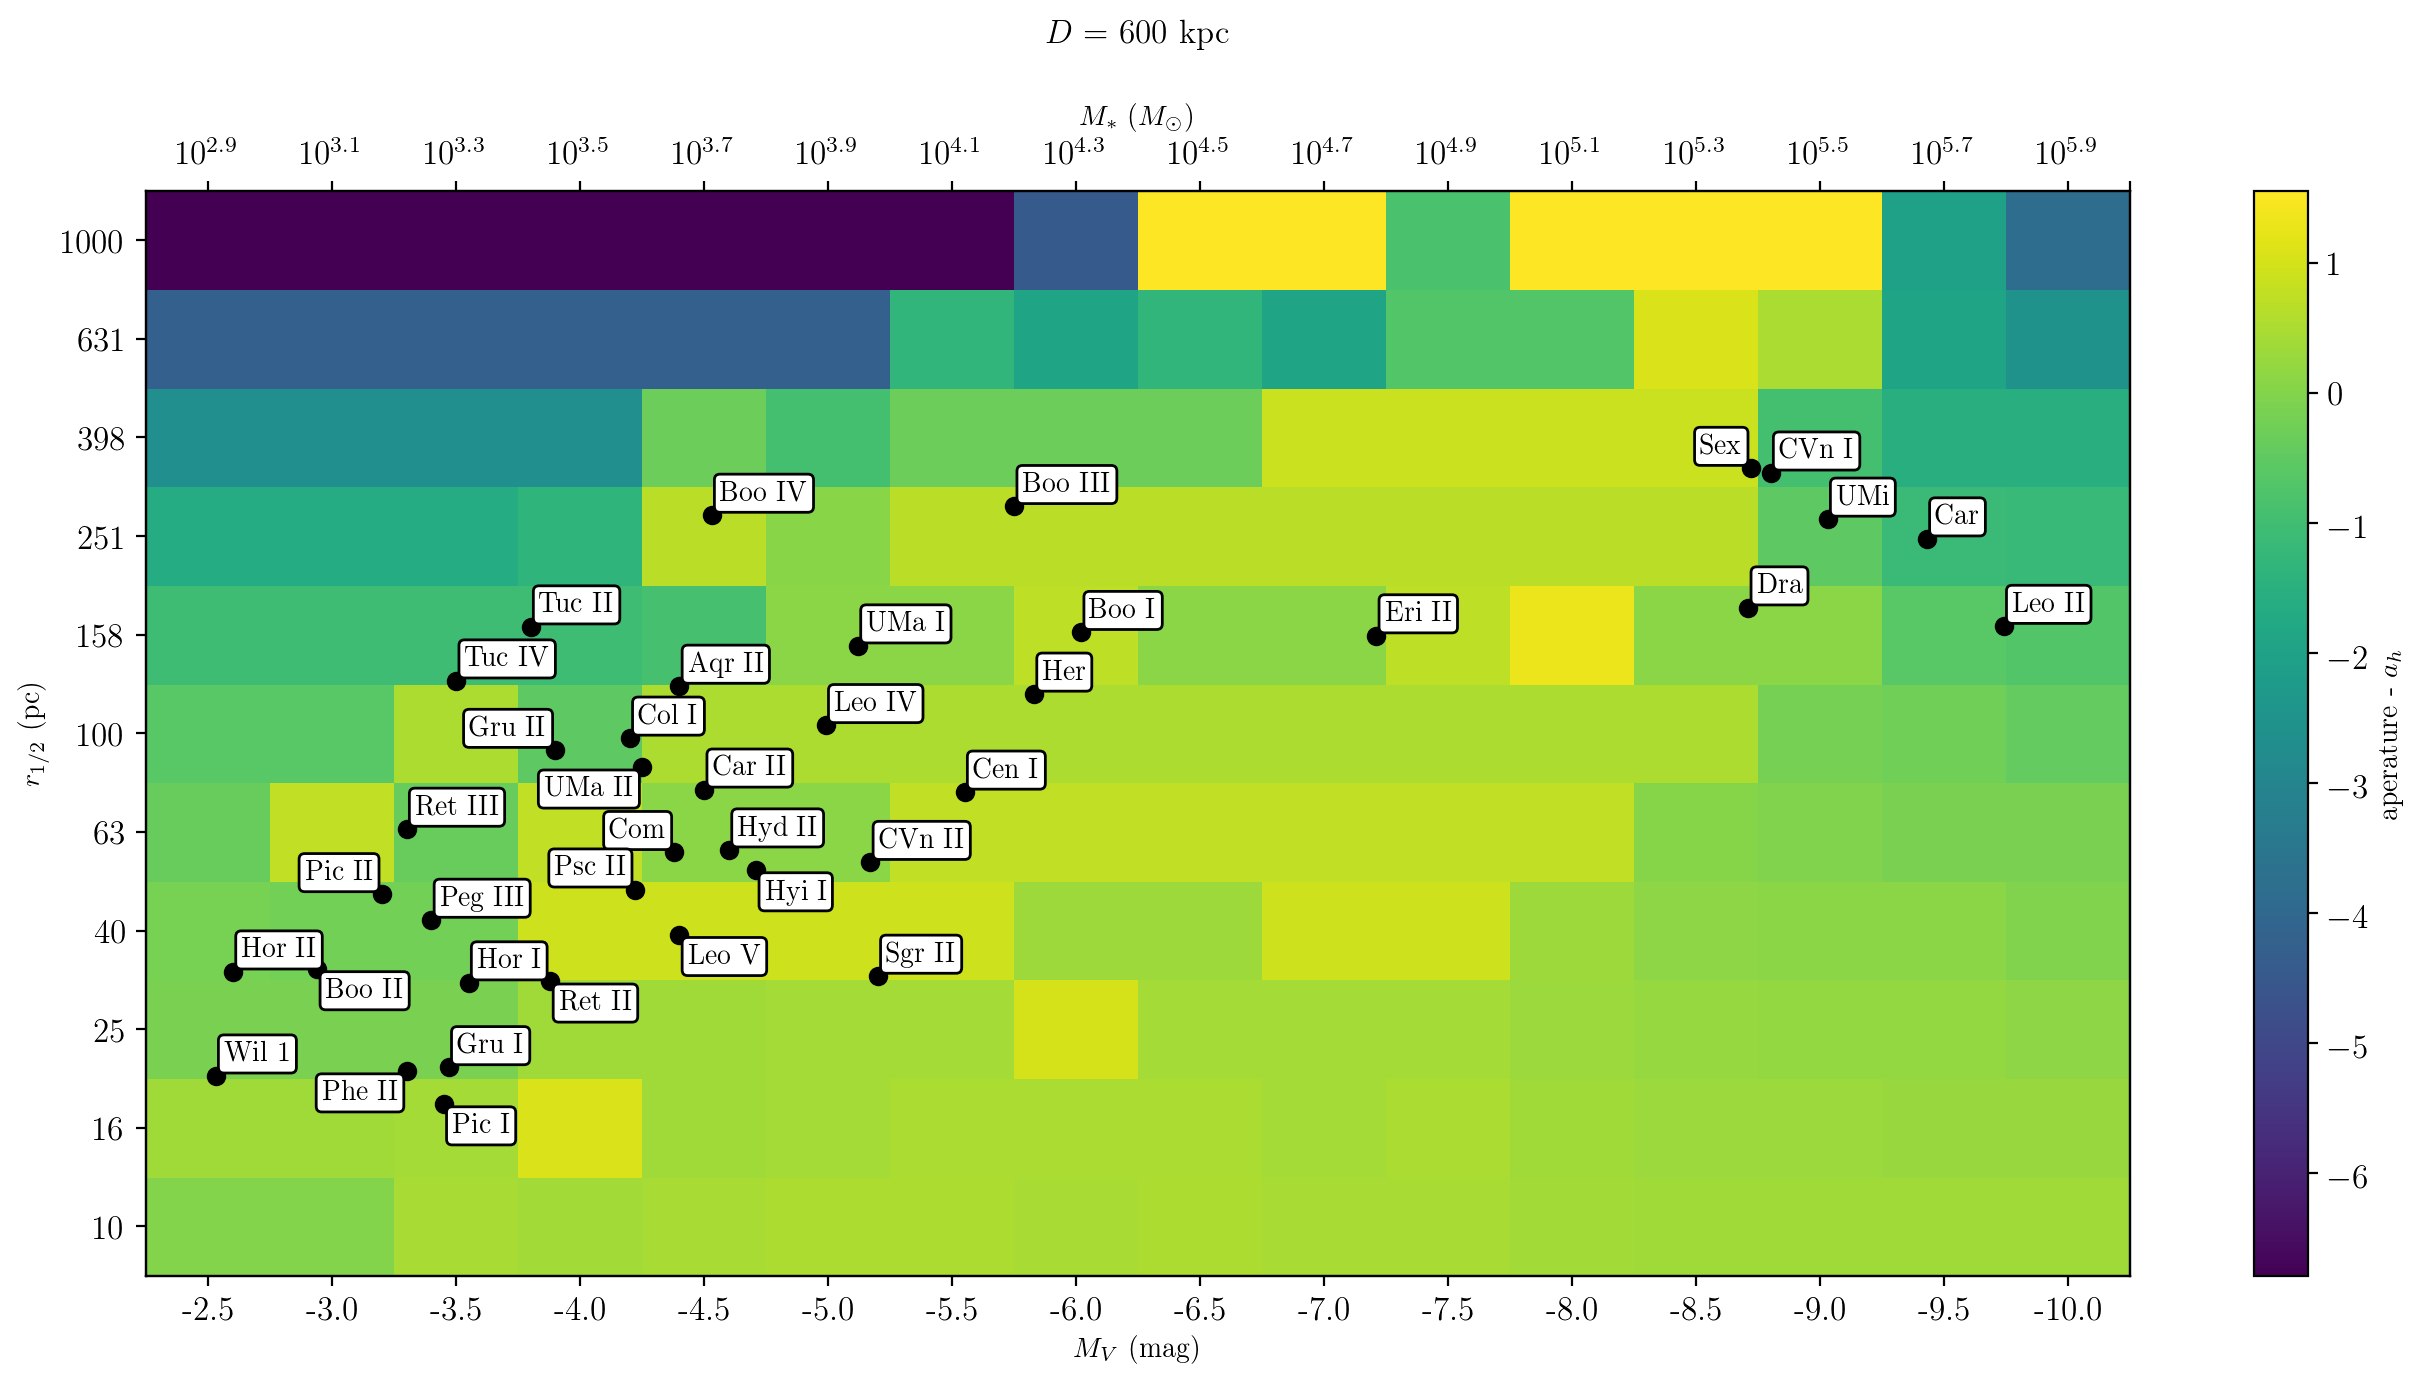 D = 600 kpc
M* (M⊙)
10^2.9 10^3.1 10^3.3 10^3.5 10^3.7 10^3.9 10^4.1 10^4.3 10^4.5 10^4.8 10^4.9 10^5.1 10^5.3 10^5.5 10^5.7 10^5.9
1000
631
398
251
158
100
63
40
25
16
10
r1/2 (pc)
Sex
CVn I
Boo IV
Boo III
UMi
Car
Dra
Tuc II
Leo II
Boo I
Eri II
UMa I
Tuc IV
Aqr II
Her
Leo IV
Col I
Gru II
Car II
Cen I
UMa II
Ret III
Com
Hyd II
CVn II
Psc II
Pic II
Hyi I
Peg III
Hor II
Leo V
Sgr II
Hor I
Boo II
Ret II
Gru I
Wil 1
Phe II
Pic I
-2.5 -3.0 -3.5 -4.0 -4.5 -5.0 -5.5 -6.0 -6.5 -7.0 -7.5 -8.0 -8.5 -9.0 -9.5 -10.0
MV (mag)
1
0
−1
−2
−3
−4
−5
−6
aperature - ah